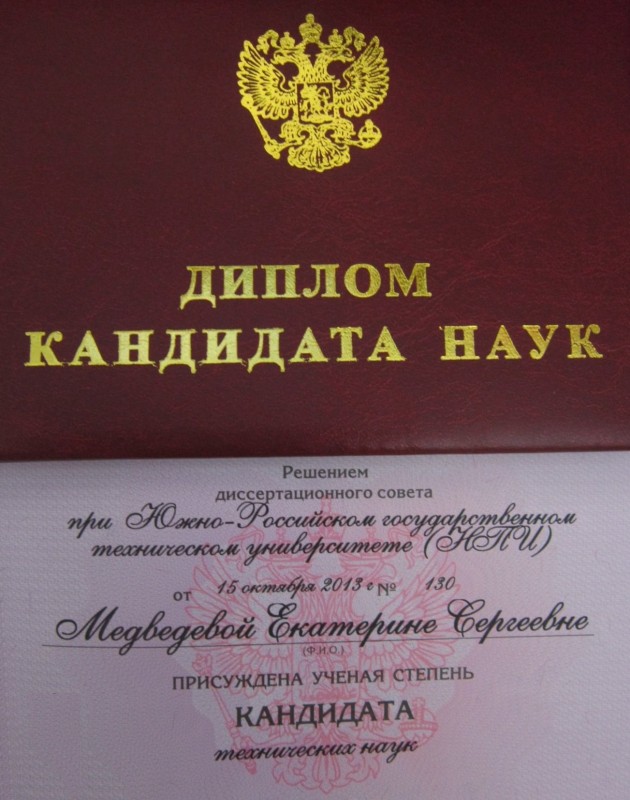 ДИПЛОМ
КАНДИДАТА НАУК
Решением
диссертационного совета
при Южно-Российском государственном
техническом университете (НПИ)
от 15 октября 2013 г № 130
Медведевой Екатерине Сергеевне
(Ф.И.О.)
ПРИСУЖДЕНА УЧЕНАЯ СТЕПЕНЬ
КАНДИДАТА
технических наук